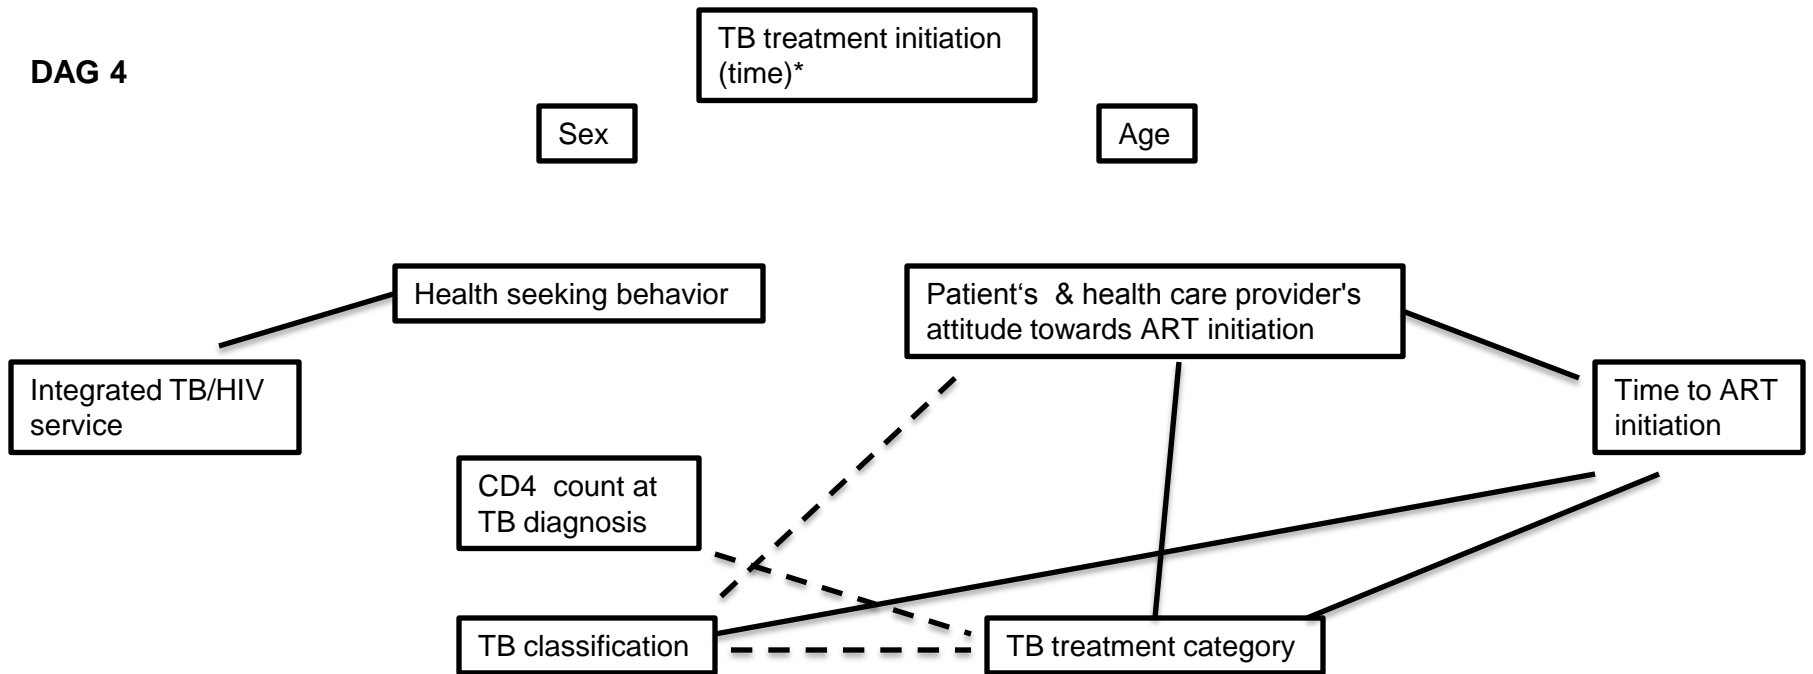 DAG 4
TB treatment initiation
(time)*
Sex
Age
Health seeking behavior
Patient‘s & health care provider's
attitude towards ART initiation
Integrated TB/HIV
service
Time to ART
initiation
CD4 count at
TB diagnosis
TB classification
TB treatment category